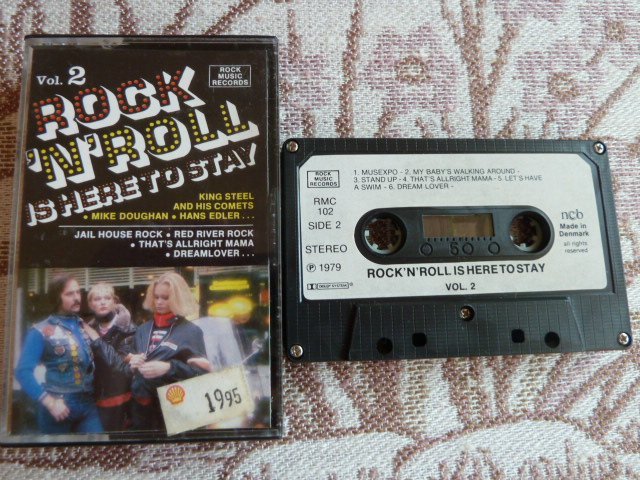 Vol. 2
ROCK
MUSIC
RECORDS
ROCK
'N'ROLL
IS HERE TO STAY
KING STEEL
AND HIS COMETS
• MIKE DOUGHAN • HANS EDLER...
JAIL HOUSE ROCK • RED RIVER ROCK
• THAT'S ALLRIGHT MAMA
• DREAMLOVER...
1995
ROCK
MUSIC
RECORDS
1. MUSEXPO - 2. MY BABY'S WALKING AROUND -
3. STAND UP - 4. THAT'S ALLRIGHT MAMA - 5. LET'S HAVE
A SWIM - 6. DREAM LOVER -
RMC
102
SIDE 2
STEREO
Ⓟ 1979
ncb
Made in
Denmark
all rights
reserved
60
ROCK'N'ROLL IS HERE TO STAY
VOL. 2
DOLBY SYSTEM